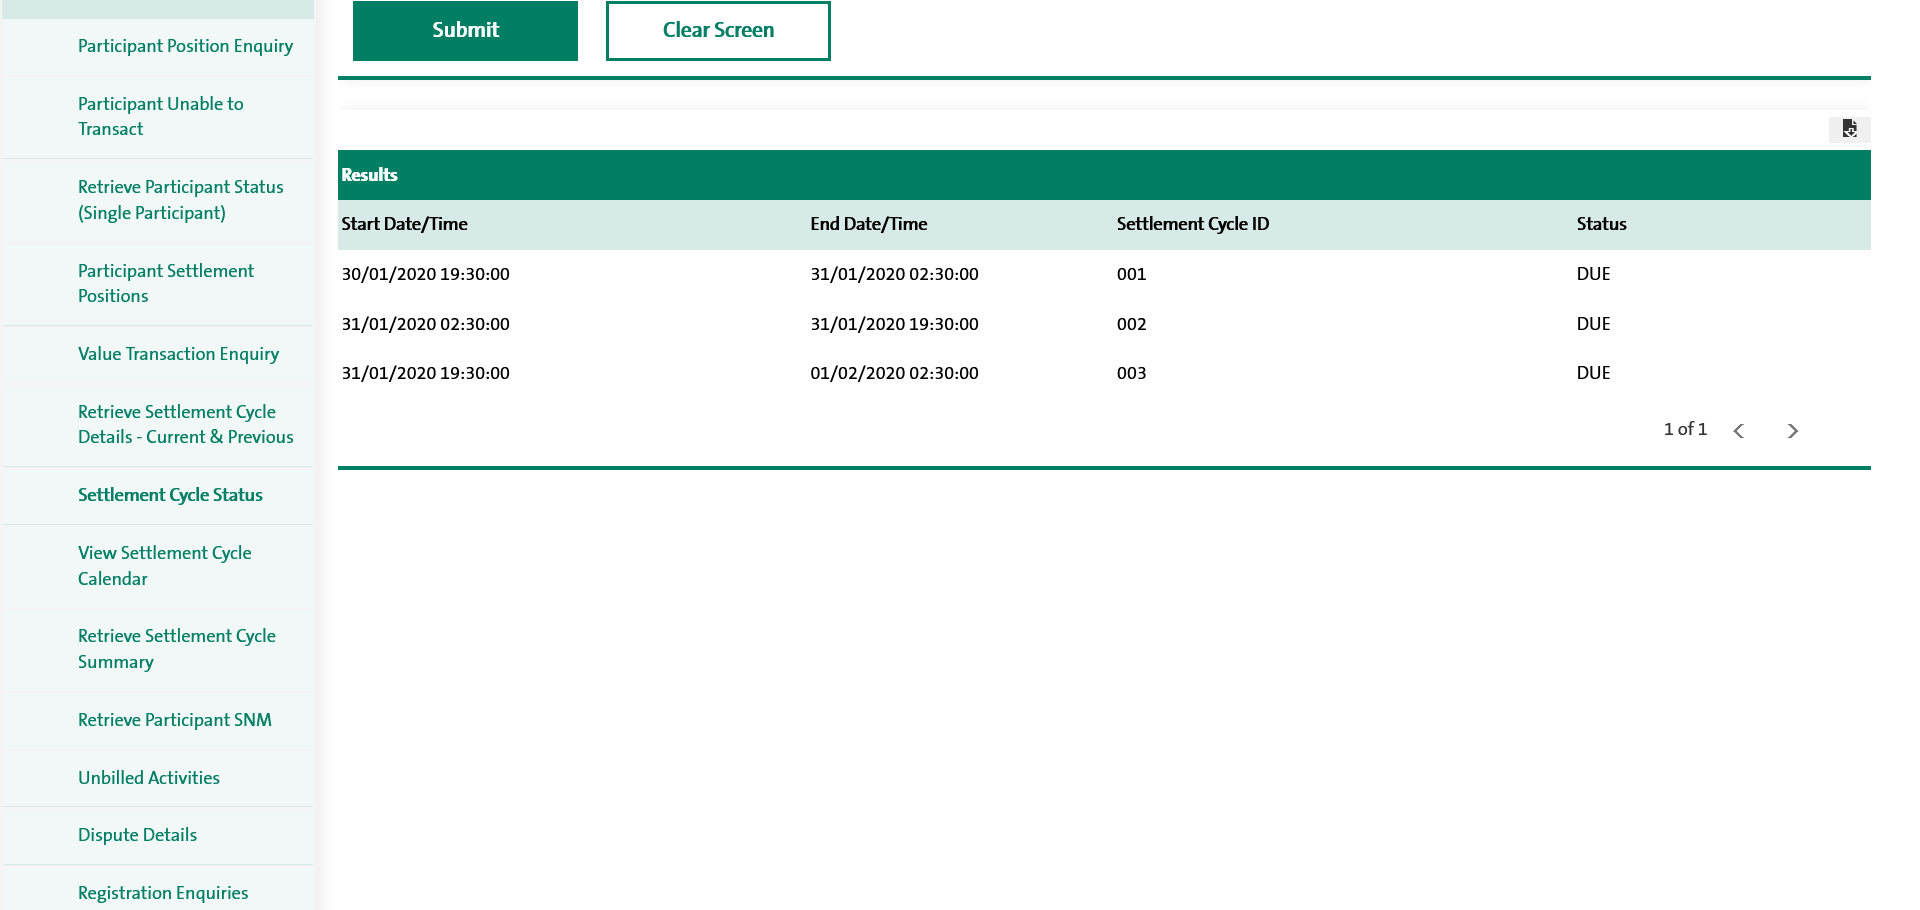 Participant Position Enquiry
Participant Unable to
Transact
Retrieve Participant Status
(Single Participant)
Participant Settlement
Positions
Value Transaction Enquiry
Retrieve Settlement Cycle
Details - Current & Previous
Settlement Cycle Status
View Settlement Cycle
Calendar
Retrieve Settlement Cycle
Summary
Retrieve Participant SNM
Unbilled Activities
Dispute Details
Registration Enquiries
Submit Clear Screen
Results
Start Date/Time End Date/Time Settlement Cycle ID Status
30/01/2020 19:30:00 31/01/2020 02:30:00 001 DUE
31/01/2020 02:30:00 31/01/2020 19:30:00 002 DUE
31/01/2020 19:30:00 01/02/2020 02:30:00 003 DUE
1 of 1